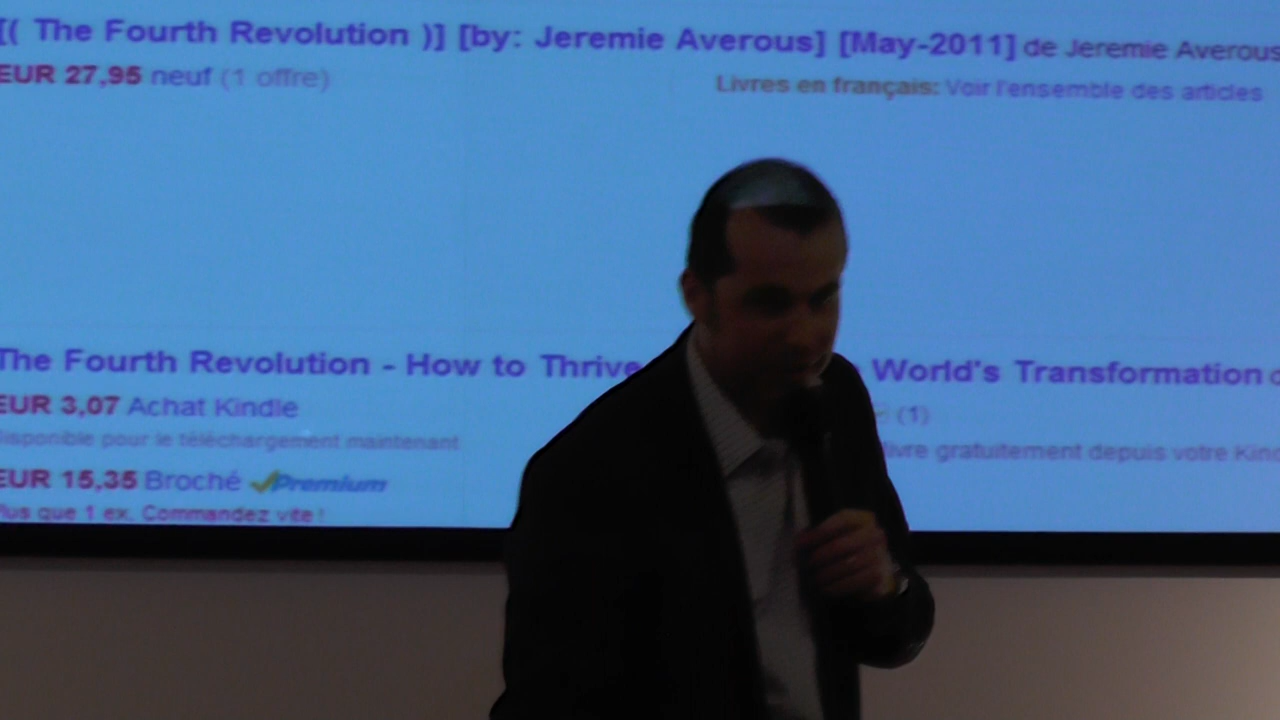 [( The Fourth Revolution )] [by: Jeremie Averous] [May-2011] de Jeremie Averous
EUR 27,95 neuf (1 offre)
Livres en français: Voir l'ensemble des articles
The Fourth Revolution - How to Thrive World's Transformation
EUR 3,07 Achat Kindle
(1)
Disponible pour le téléchargement maintenant
livre gratuitement depuis votre Kind
EUR 15,35 Broché Premium
Plus que 1 ex. Commandez vite !